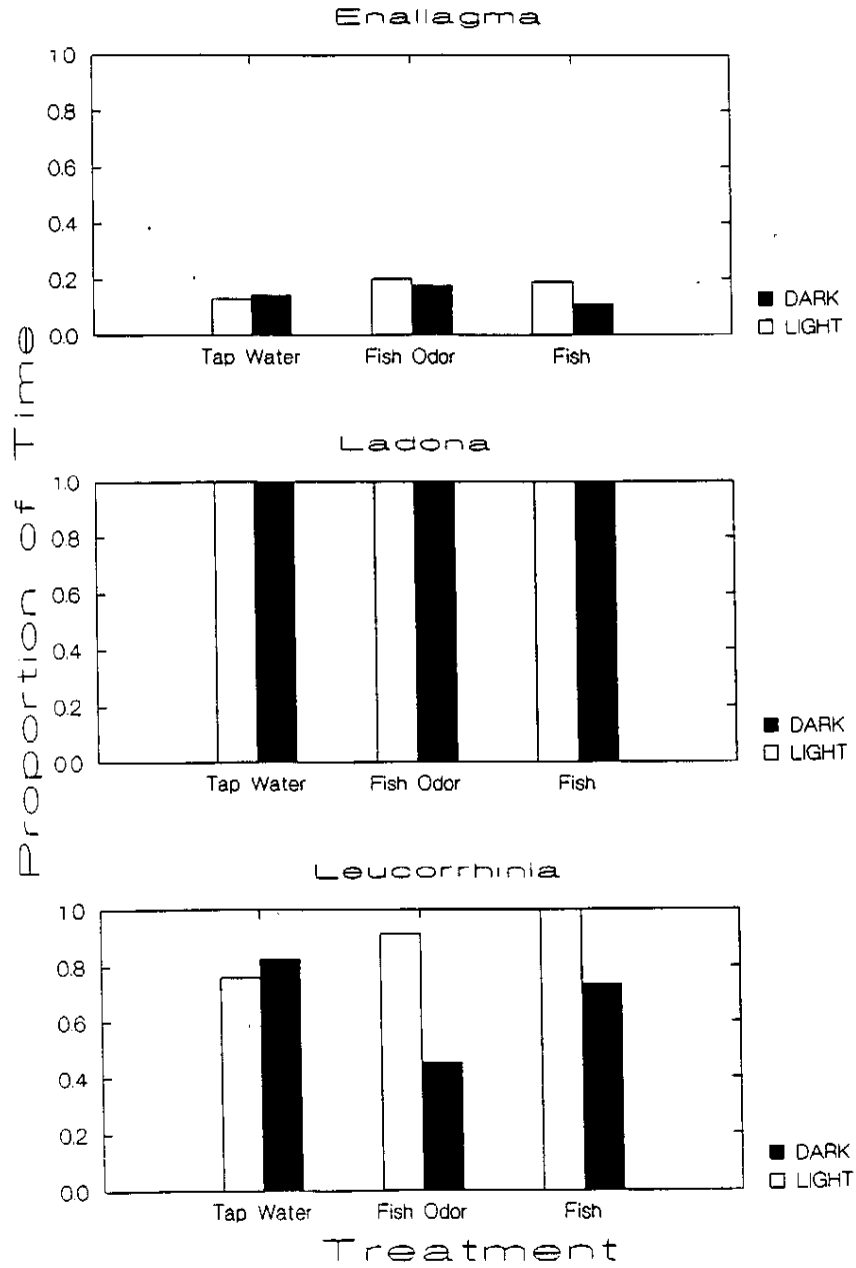 Enallagma
1.0
0.8
0.6
0.4
0.2
0.0
Tap Water Fish Odor Fish
DARK
LIGHT
Proportion of Time
Ladona
1.0
0.8
0.6
0.4
0.2
0.0
Tap Water Fish Odor Fish
DARK
LIGHT
Leucorrhinia
1.0
0.8
0.6
0.4
0.2
0.0
Tap Water Fish Odor Fish
DARK
LIGHT
Treatment